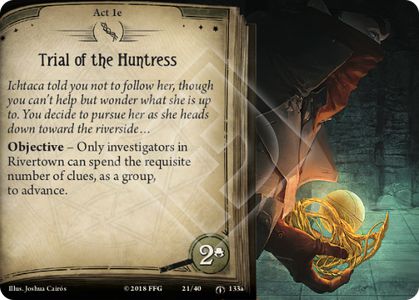 Act 1e
Trial of the Huntress
Ichtaca told you not to follow her, though
you can't help but wonder what she is up
to. You decide to pursue her as she heads
down toward the riverside…
Objective – Only investigators in
Rivertown can spend the requisite
number of clues, as a group,
to advance.
2
Illus. Joshua Cairós
© 2018 FFG
21/40
133a